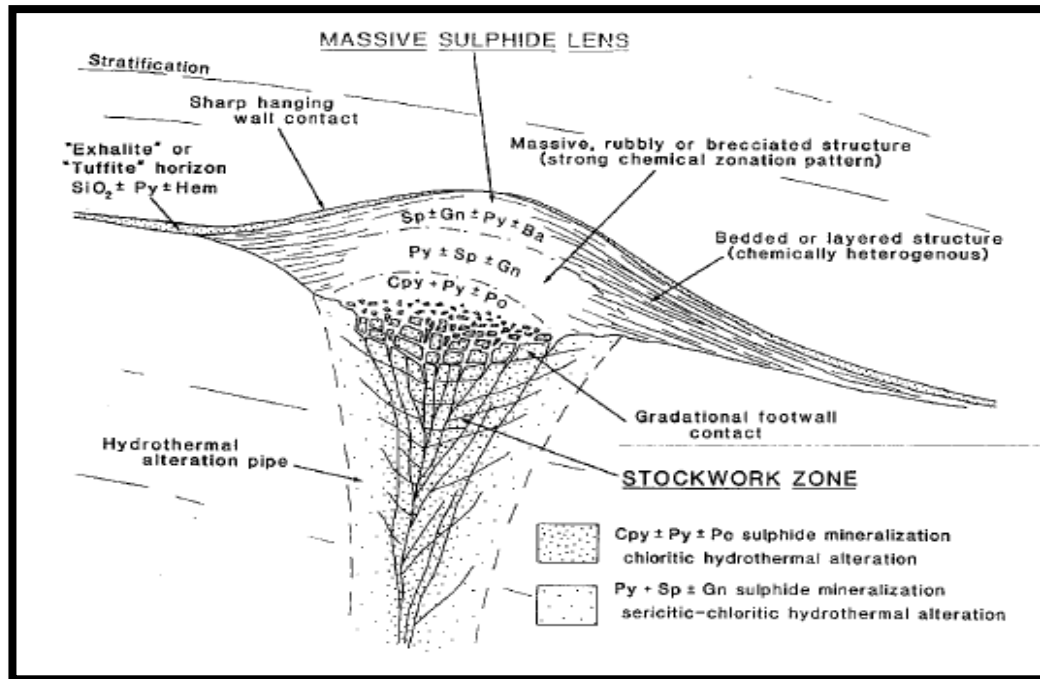 MASSIVE SULPHIDE LENS
Stratification
Sharp hanging
wall contact
"Exhalite" or
"Tuffite" horizon
SiO₂ ± Py ± Hem
Massive, rubbly or brecciated structure
(strong chemical zonation pattern)
Sp ± Gn ± Py ± Ba
Py ± Sp ± Gn
Cpy + Py ± Po
Bedded or layered structure
(chemically heterogenous)
Gradational footwall
contact
Hydrothermal
alteration pipe
STOCKWORK ZONE
Cpy ± Py ± Po sulphide mineralization
chloritic hydrothermal alteration
Py + Sp ± Gn sulphide mineralization
sericitic-chloritic hydrothermal alteration